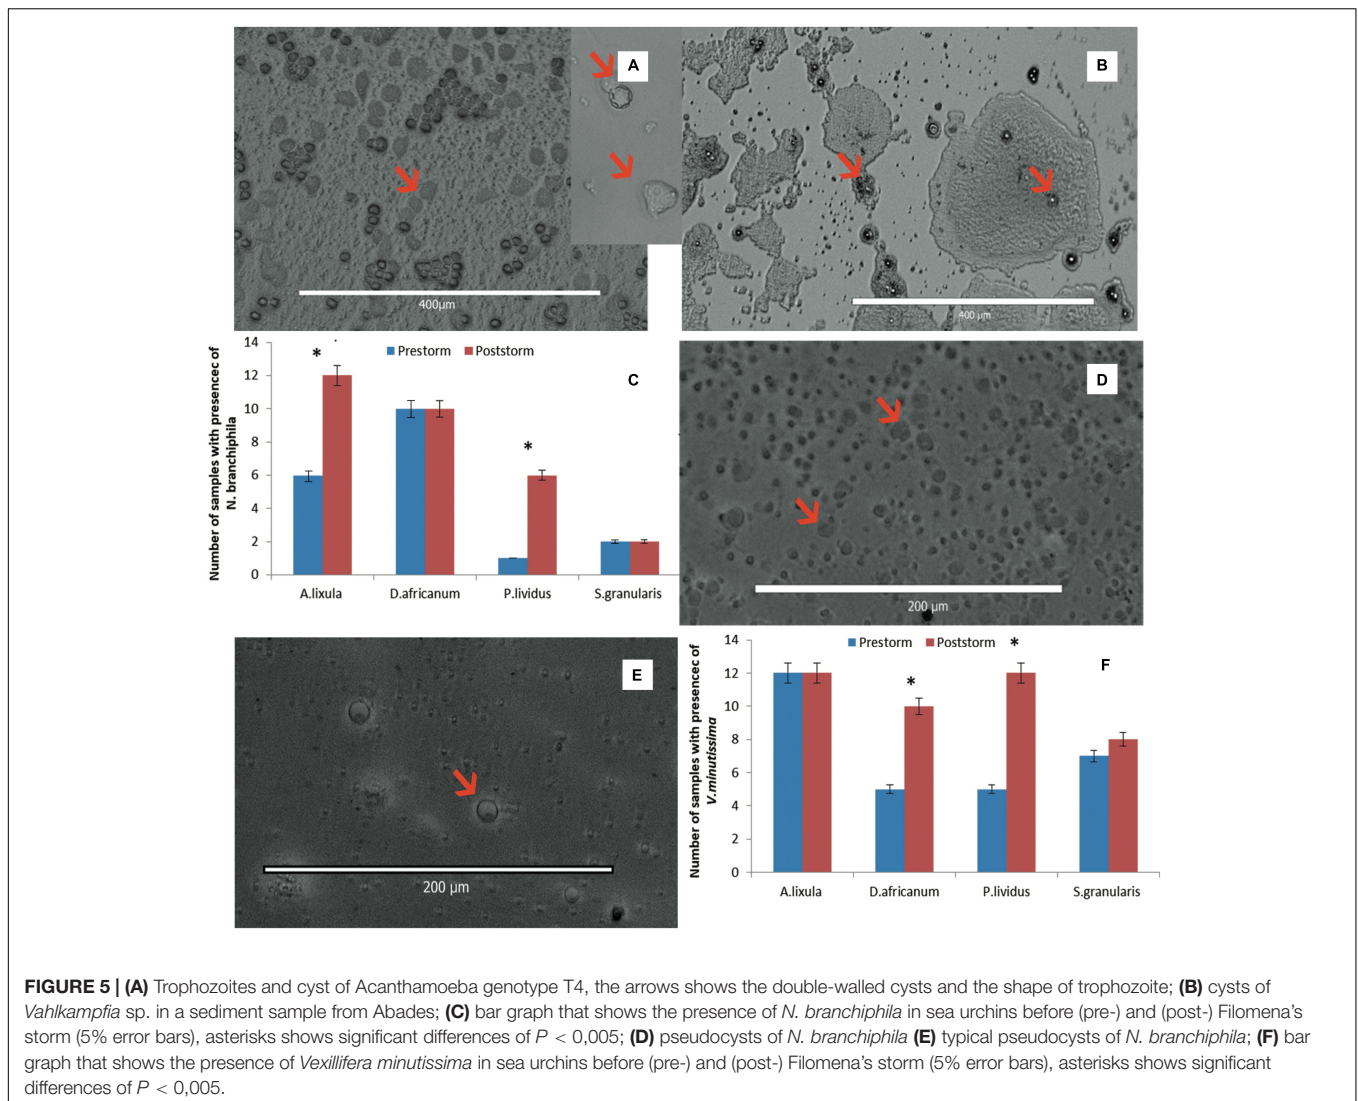 A
400µm
B
400 µm
14
12
10
8
6
4
2
0
Number of samples with presencec of
N. branchiphila
Prestorm
Poststorm
*
*
C
A.lixula
D.africanum
P.lividus
S.granularis
D
200 µm
E
200 µm
14
12
10
8
6
4
2
0
Number of samples with presencec of
V.minutissima
Prestorm
Poststorm
*
*
F
A.lixula
D.africanum
P.lividus
S.granularis
FIGURE 5 | (A) Trophozoites and cyst of Acanthamoeba genotype T4, the arrows shows the double-walled cysts and the shape of trophozoite; (B) cysts of
Vahlkampfia sp. in a sediment sample from Abades; (C) bar graph that shows the presence of N. branchiphila in sea urchins before (pre-) and (post-) Filomena’s
storm (5% error bars), asterisks shows significant differences of P < 0,005; (D) pseudocysts of N. branchiphila (E) typical pseudocysts of N. branchiphila; (F) bar
graph that shows the presence of Vexillifera minutissima in sea urchins before (pre-) and (post-) Filomena’s storm (5% error bars), asterisks shows significant
differences of P < 0,005.